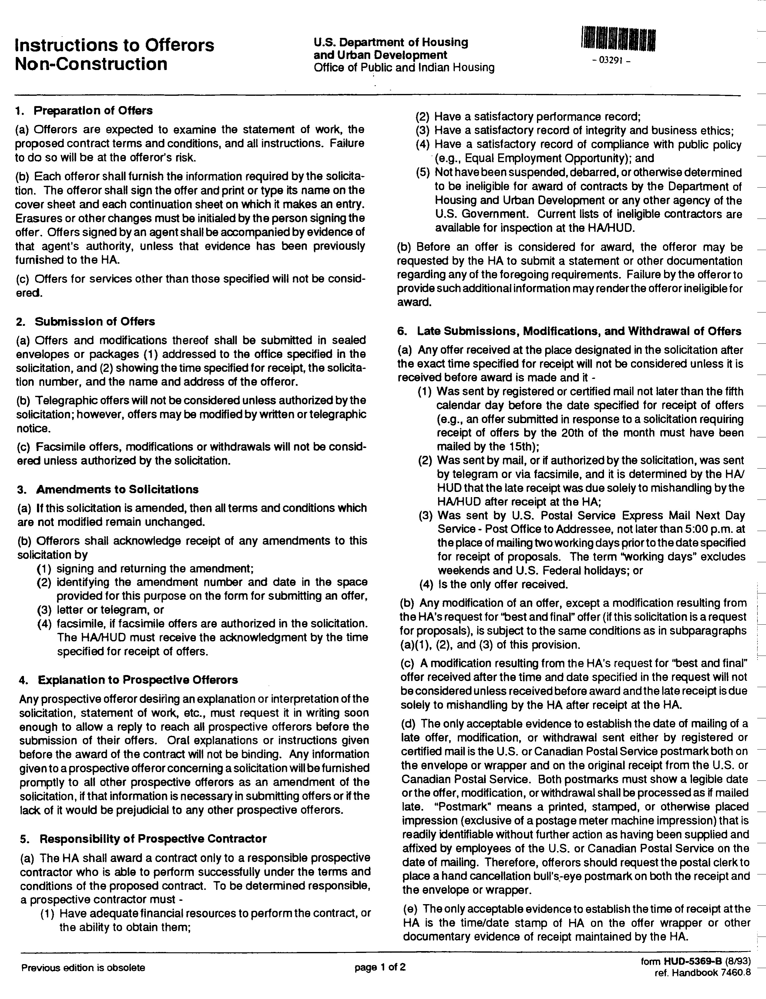 Instructions to Offerors
Non-Construction
U.S. Department of Housing
and Urban Development
Office of Public and Indian Housing
- 03291 -
1. Preparation of Offers
(a) Offerors are expected to examine the statement of work, the
proposed contract terms and conditions, and all instructions. Failure
to do so will be at the offeror's risk.
(b) Each offeror shall furnish the information required by the solicita-
tion. The offeror shall sign the offer and print or type its name on the
cover sheet and each continuation sheet on which it makes an entry.
Erasures or other changes must be initialed by the person signing the
offer. Offers signed by an agent shall be accompanied by evidence of
that agent's authority, unless that evidence has been previously
furnished to the HA.
(c) Offers for services other than those specified will not be consid-
ered.
2. Submission of Offers
(a) Offers and modifications thereof shall be submitted in sealed
envelopes or packages (1) addressed to the office specified in the
solicitation, and (2) showing the time specified for receipt, the solicita-
tion number, and the name and address of the offeror.
(b) Telegraphic offers will not be considered unless authorized by the
solicitation; however, offers may be modified by written or telegraphic
notice.
(c) Facsimile offers, modifications or withdrawals will not be consid-
ered unless authorized by the solicitation.
3. Amendments to Solicitations
(a) If this solicitation is amended, then all terms and conditions which
are not modified remain unchanged.
(b) Offerors shall acknowledge receipt of any amendments to this
solicitation by
(1) signing and returning the amendment;
(2) identifying the amendment number and date in the space
provided for this purpose on the form for submitting an offer,
(3) letter or telegram, or
(4) facsimile, if facsimile offers are authorized in the solicitation.
The HA/HUD must receive the acknowledgment by the time
specified for receipt of offers.
4. Explanation to Prospective Offerors
Any prospective offeror desiring an explanation or interpretation of the
solicitation, statement of work, etc., must request it in writing soon
enough to allow a reply to reach all prospective offerors before the
submission of their offers. Oral explanations or instructions given
before the award of the contract will not be binding. Any information
given to a prospective offeror concerning a solicitation will be furnished
promptly to all other prospective offerors as an amendment of the
solicitation, if that information is necessary in submitting offers or if the
lack of it would be prejudicial to any other prospective offerors.
5. Responsibility of Prospective Contractor
(a) The HA shall award a contract only to a responsible prospective
contractor who is able to perform successfully under the terms and
conditions of the proposed contract. To be determined responsible,
a prospective contractor must -
(1) Have adequate financial resources to perform the contract, or
the ability to obtain them;
(2) Have a satisfactory performance record;
(3) Have a satisfactory record of integrity and business ethics;
(4) Have a satisfactory record of compliance with public policy
(e.g., Equal Employment Opportunity); and
(5) Not have been suspended, debarred, or otherwise determined
to be ineligible for award of contracts by the Department of
Housing and Urban Development or any other agency of the
U.S. Government. Current lists of ineligible contractors are
available for inspection at the HA/HUD.
(b) Before an offer is considered for award, the offeror may be
requested by the HA to submit a statement or other documentation
regarding any of the foregoing requirements. Failure by the offeror to
provide such additional information may render the offeror ineligible for
award.
6. Late Submissions, Modifications, and Withdrawal of Offers
(a) Any offer received at the place designated in the solicitation after
the exact time specified for receipt will not be considered unless it is
received before award is made and it -
(1) Was sent by registered or certified mail not later than the fifth
calendar day before the date specified for receipt of offers
(e.g., an offer submitted in response to a solicitation requiring
receipt of offers by the 20th of the month must have been
mailed by the 15th);
(2) Was sent by mail, or if authorized by the solicitation, was sent
by telegram or via facsimile, and it is determined by the HA/
HUD that the late receipt was due solely to mishandling by the
HA/HUD after receipt at the HA;
(3) Was sent by U.S. Postal Service Express Mail Next Day
Service - Post Office to Addressee, not later than 5:00 p.m. at
the place of mailing two working days prior to the date specified
for receipt of proposals. The term "working days" excludes
weekends and U.S. Federal holidays; or
(4) Is the only offer received.
(b) Any modification of an offer, except a modification resulting from
the HA's request for "best and final" offer (if this solicitation is a request
for proposals), is subject to the same conditions as in subparagraphs
(a)(1), (2), and (3) of this provision.
(c) A modification resulting from the HA's request for "best and final"
offer received after the time and date specified in the request will not
be considered unless received before award and the late receipt is due
solely to mishandling by the HA after receipt at the HA.
(d) The only acceptable evidence to establish the date of mailing of a
late offer, modification, or withdrawal sent either by registered or
certified mail is the U.S. or Canadian Postal Service postmark both on
the envelope or wrapper and on the original receipt from the U.S. or
Canadian Postal Service. Both postmarks must show a legible date
or the offer, modification, or withdrawal shall be processed as if mailed
late. "Postmark" means a printed, stamped, or otherwise placed
impression (exclusive of a postage meter machine impression) that is
readily identifiable without further action as having been supplied and
affixed by employees of the U.S. or Canadian Postal Service on the
date of mailing. Therefore, offerors should request the postal clerk to
place a hand cancellation bull's-eye postmark on both the receipt and
the envelope or wrapper.
(e) The only acceptable evidence to establish the time of receipt at the
HA is the time/date stamp of HA on the offer wrapper or other
documentary evidence of receipt maintained by the HA.
Previous edition is obsolete
page 1 of 2
form HUD-5369-B (8/93)
ref. Handbook 7460.8